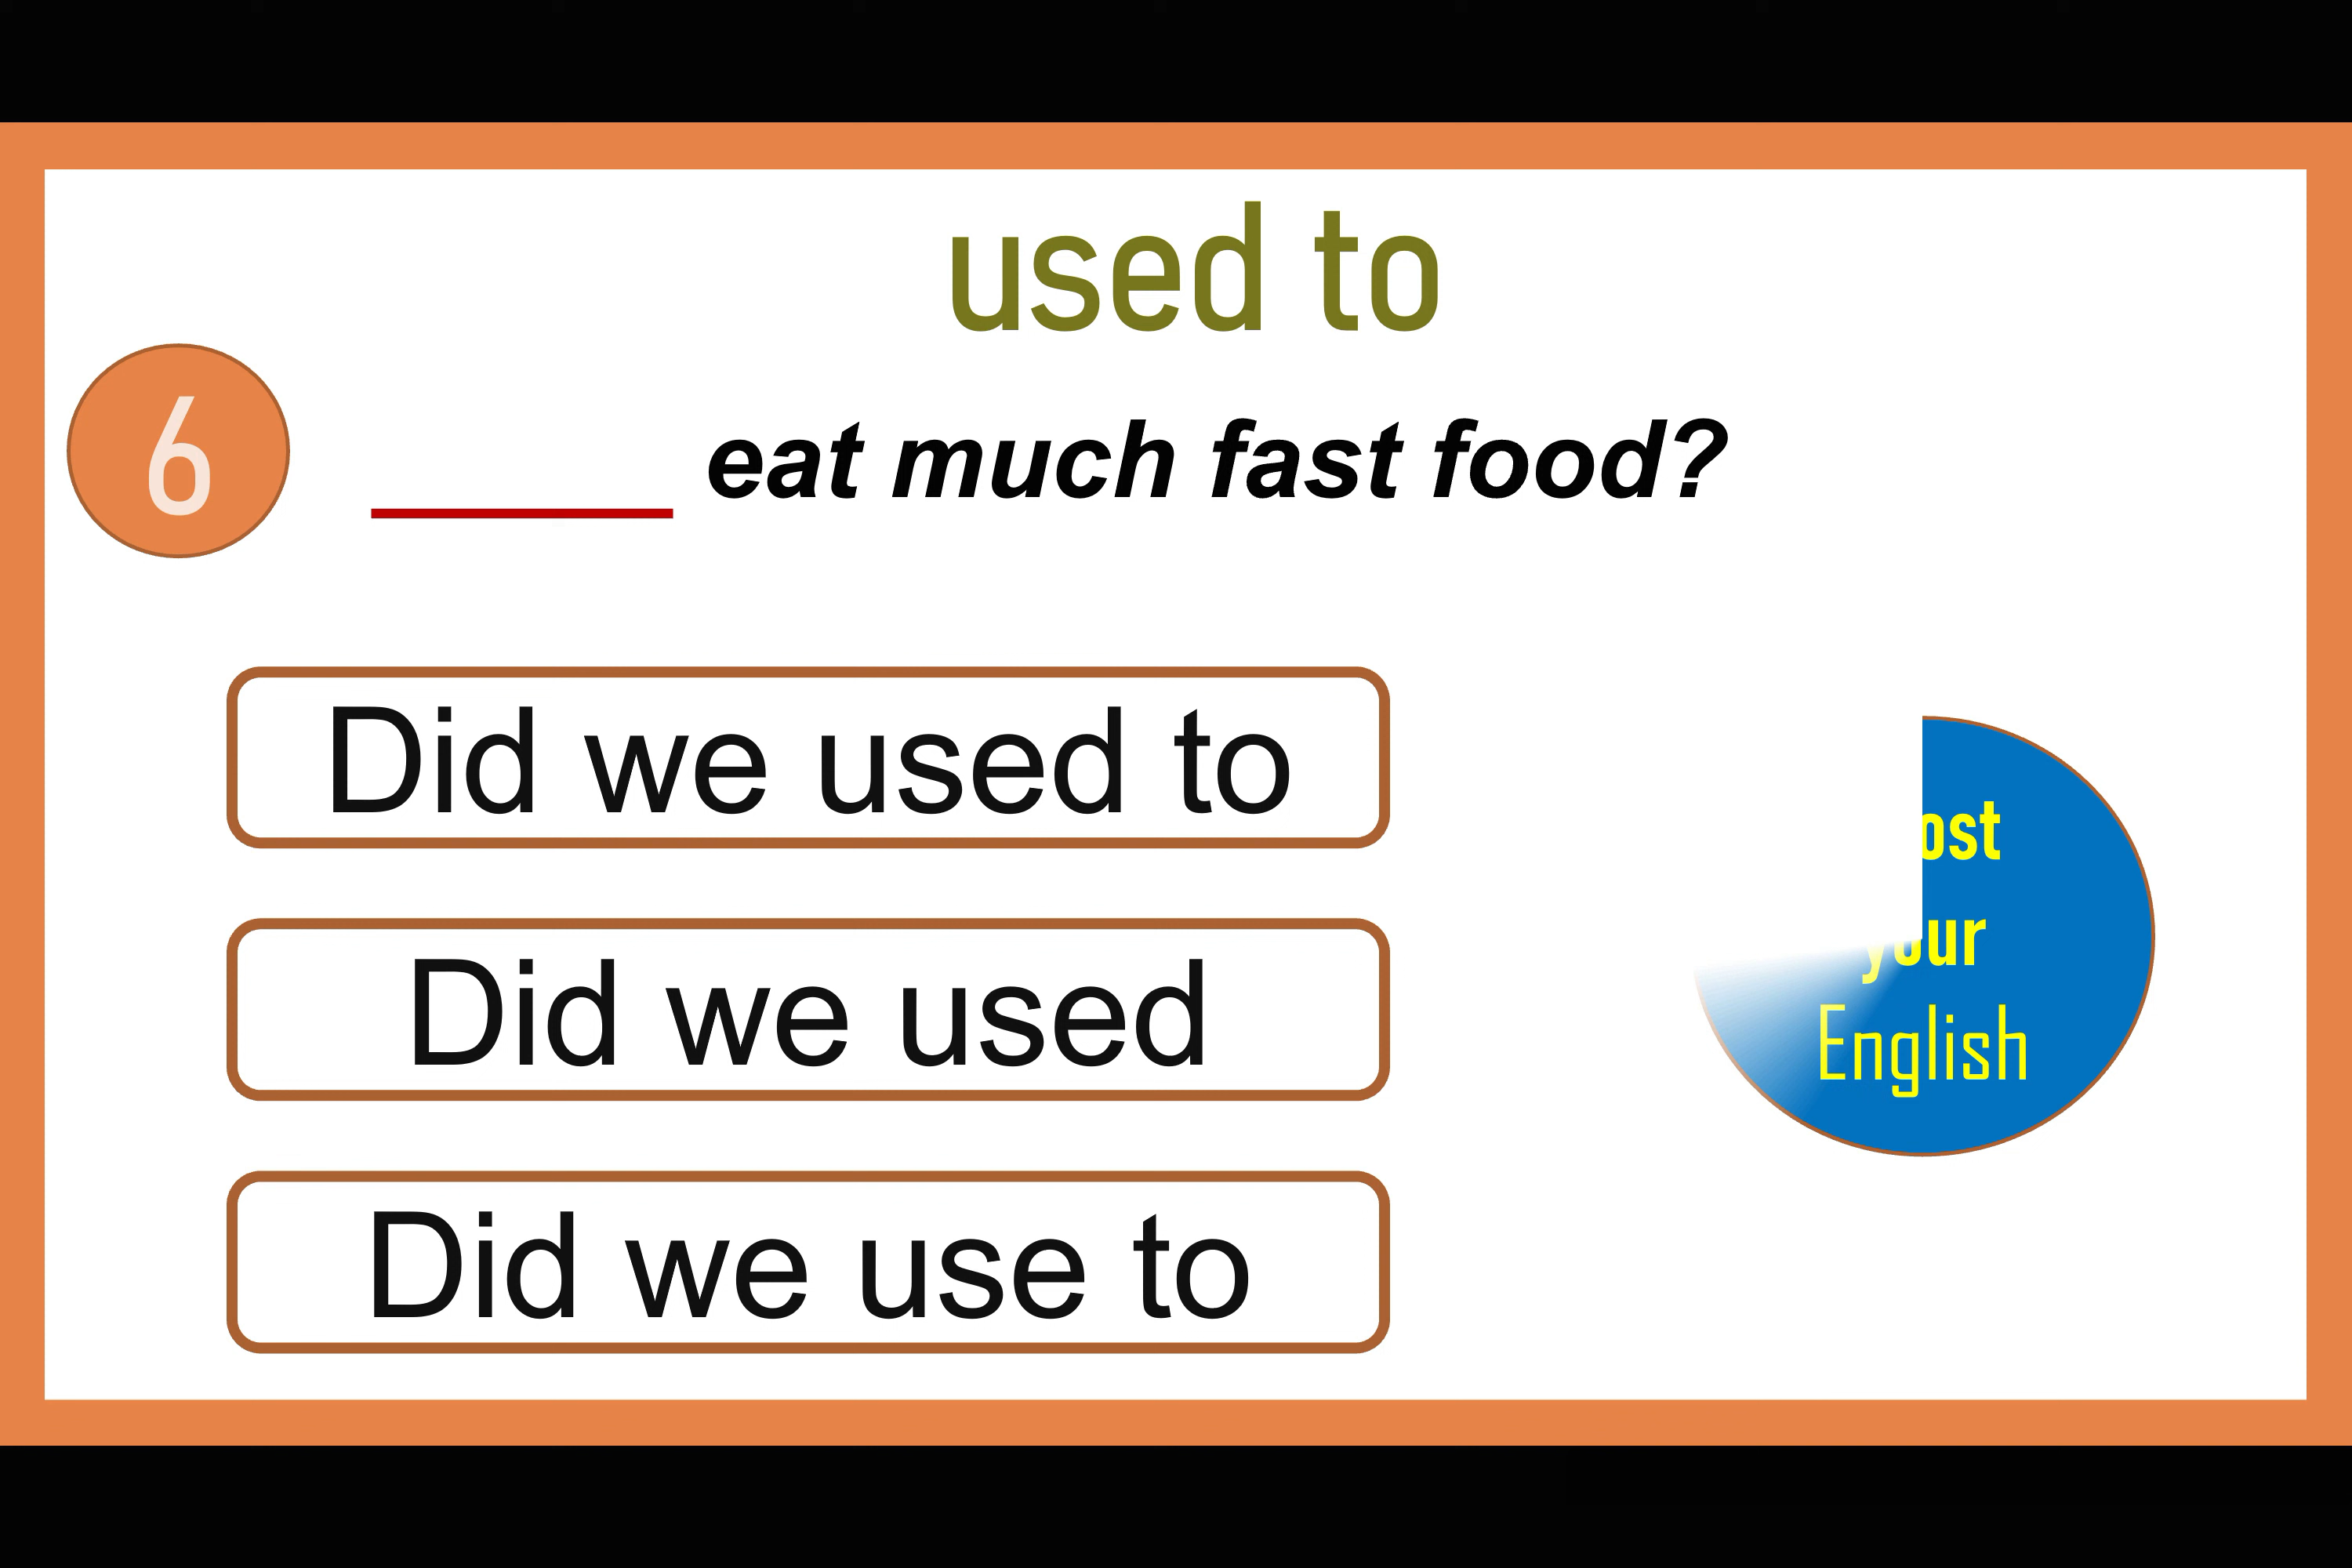 used to
6
eat much fast food?
Did we used to
Did we used
Did we use to
your
English